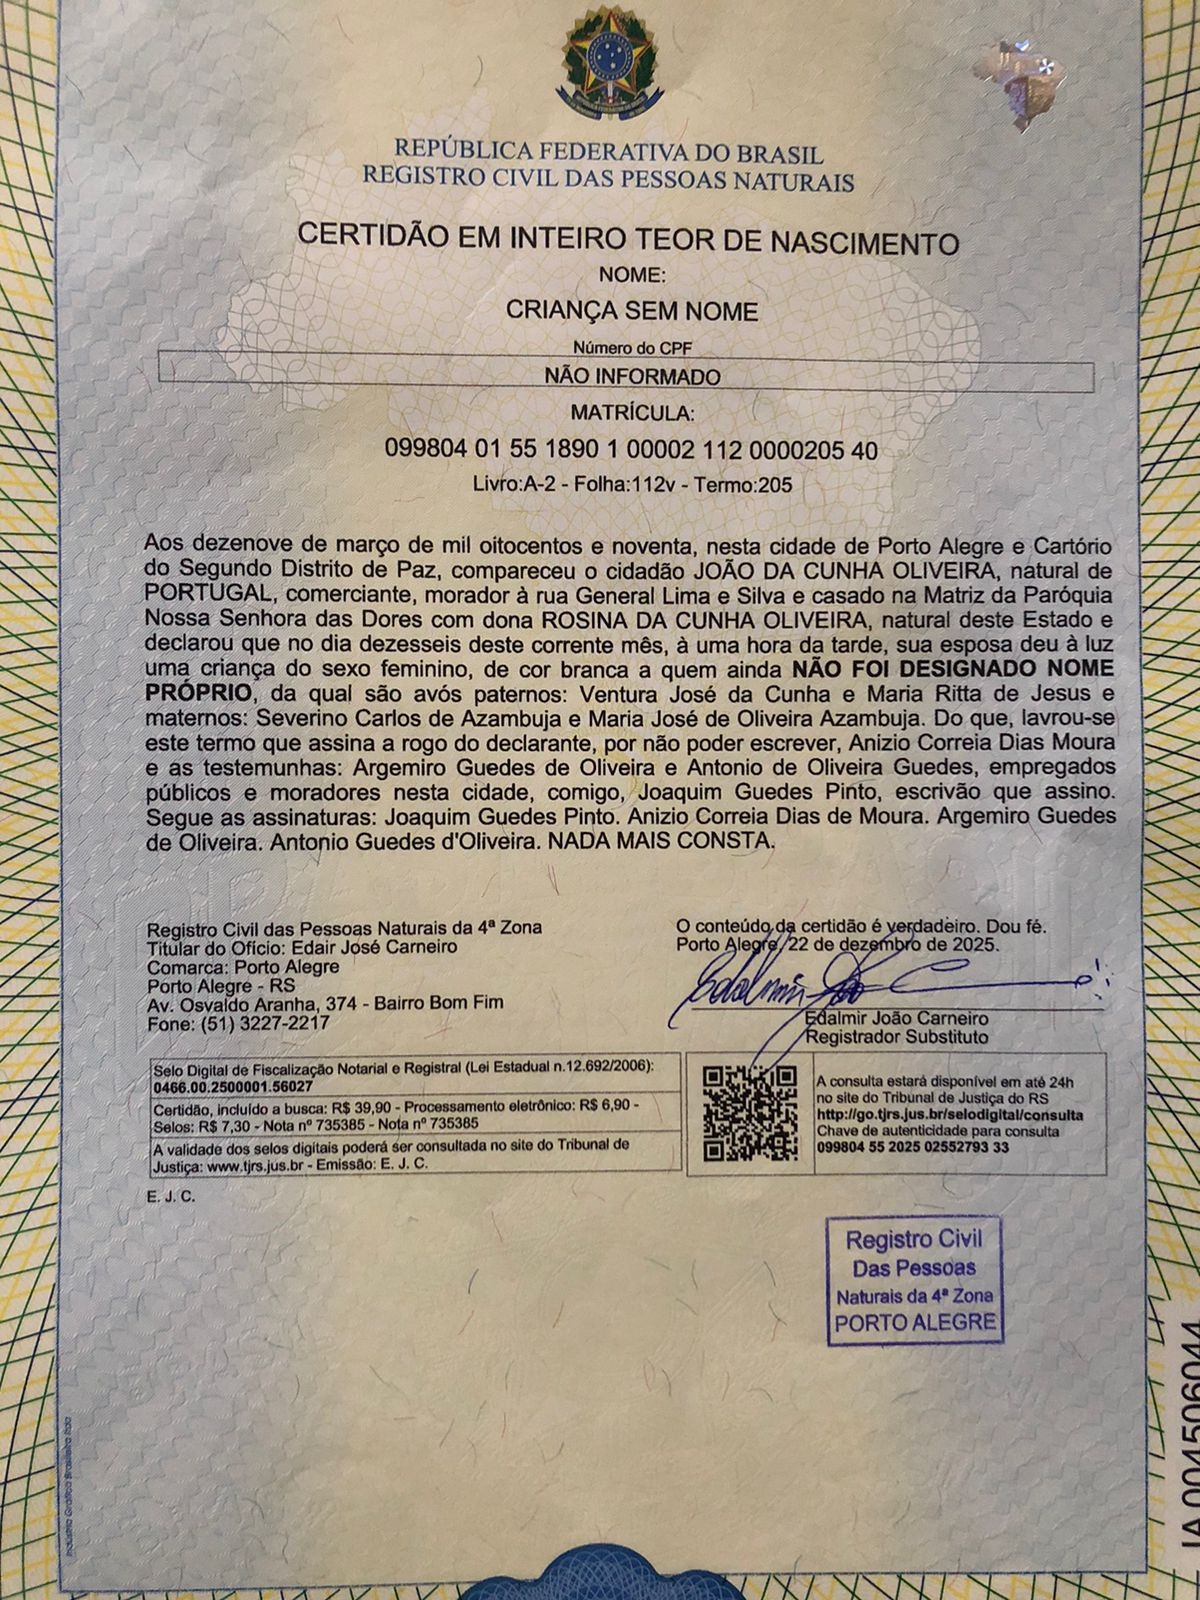 REPÚBLICA FEDERATIVA DO BRASIL
REGISTRO CIVIL DAS PESSOAS NATURAIS
CERTIDÃO EM INTEIRO TEOR DE NASCIMENTO
NOME:
CRIANÇA SEM NOME
Número do CPF
NÃO INFORMADO
MATRÍCULA:
099804 01 55 1890 1 00002 112 0000205 40
Livro:A-2 - Folha:112v - Termo:205
Aos dezenove de março de mil oitocentos e noventa, nesta cidade de Porto Alegre e Cartório
do Segundo Distrito de Paz, compareceu o cidadão JOÃO DA CUNHA OLIVEIRA, natural de
PORTUGAL, comerciante, morador à rua General Lima e Silva e casado na Matriz da Paróquia
Nossa Senhora das Dores com dona ROSINA DA CUNHA OLIVEIRA, natural deste Estado e
declarou que no dia dezesseis deste corrente mês, à uma hora da tarde, sua esposa deu à luz
uma criança do sexo feminino, de cor branca a quem ainda NÃO FOI DESIGNADO NOME
PRÓPRIO, da qual são avós paternos: Ventura José da Cunha e Maria Ritta de Jesus e
maternos: Severino Carlos de Azambuja e Maria José de Oliveira Azambuja. Do que, lavrou-se
este termo que assina a rogo do declarante, por não poder escrever, Anizio Correia Dias Moura
e as testemunhas: Argemiro Guedes de Oliveira e Antonio de Oliveira Guedes, empregados
públicos e moradores nesta cidade, comigo, Joaquim Guedes Pinto, escrivão que assino.
Segue as assinaturas: Joaquim Guedes Pinto. Anizio Correia Dias de Moura. Argemiro Guedes
de Oliveira. Antonio Guedes d'Oliveira. NADA MAIS CONSTA.
Registro Civil das Pessoas Naturais da 4ª Zona
Titular do Ofício: Edair José Carneiro
Comarca: Porto Alegre
Porto Alegre - RS
Av. Osvaldo Aranha, 374 - Bairro Bom Fim
Fone: (51) 3227-2217
O conteúdo da certidão é verdadeiro. Dou fé.
Porto Alegre, 22 de dezembro de 2025.
Edalmir João Carneiro
Registrador Substituto
Selo Digital de Fiscalização Notarial e Registral (Lei Estadual n.12.692/2006):
0466.00.2500001.56027
Certidão, incluído a busca: R$ 39,90 - Processamento eletrônico: R$ 6,90 -
Selos: R$ 7,30 - Nota nº 735385 - Nota nº 735385
A validade dos selos digitais poderá ser consultada no site do Tribunal de
Justiça: www.tjrs.jus.br - Emissão: E. J. C.
A consulta estará disponível em até 24h
no site do Tribunal de Justiça do RS
http://go.tjrs.jus.br/selodigital/consulta
Chave de autenticidade para consulta
099804 55 2025 02552793 33
E. J. C.
Registro Civil
Das Pessoas
Naturais da 4ª Zona
PORTO ALEGRE
IA 004506044